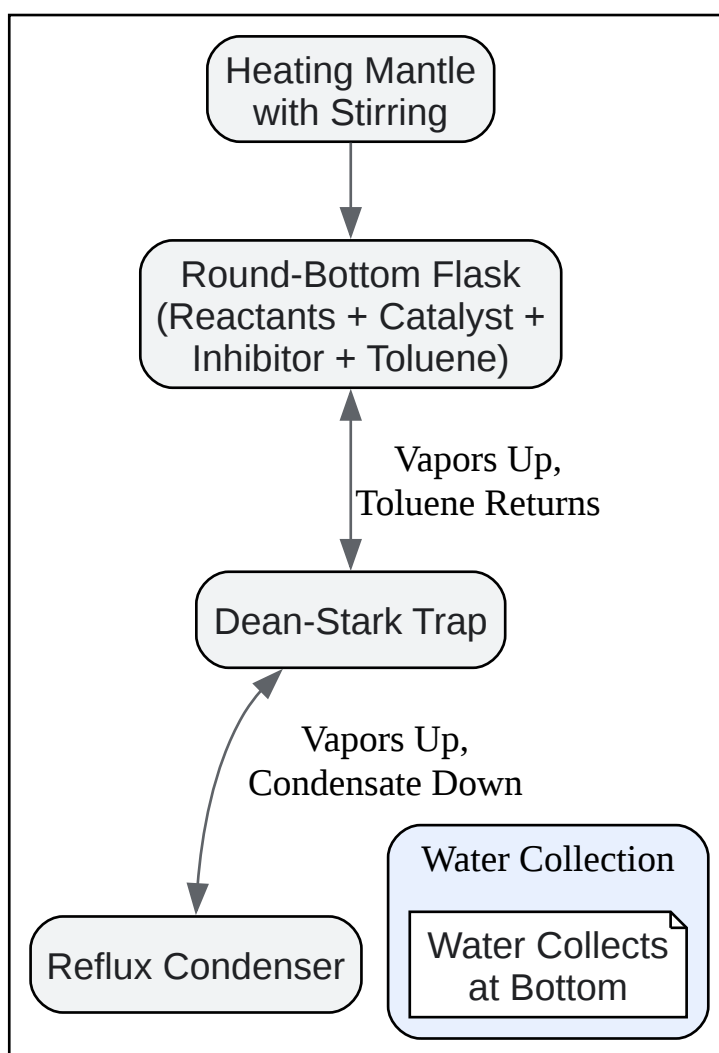 Heating Mantle
with Stirring
Round-Bottom Flask
(Reactants + Catalyst +
Inhibitor + Toluene)
Vapors Up,
Toluene Returns
Dean-Stark Trap
Vapors Up,
Condensate Down
Water Collection
Water Collects
at Bottom
Reflux Condenser